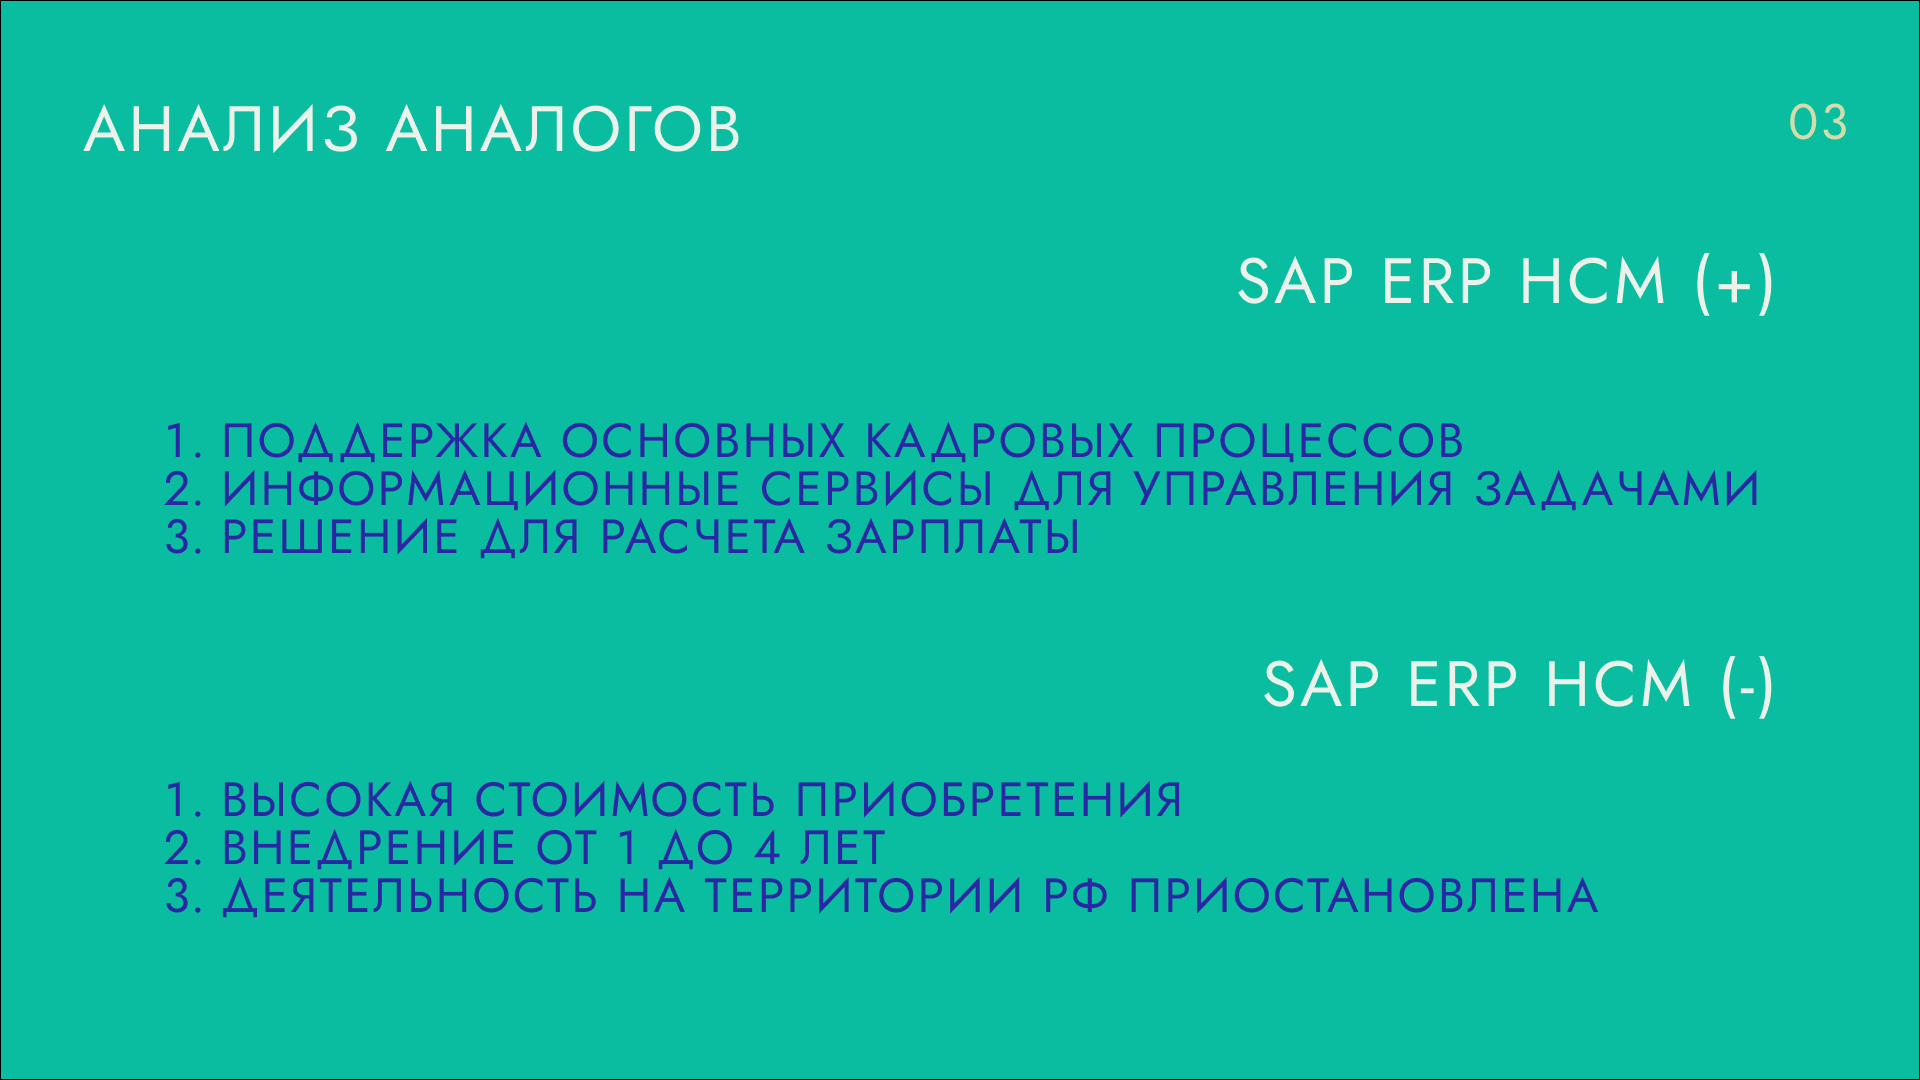 АНАЛИЗ АНАЛОГОВ
03
SAP ERP HCM (+)
1. ПОДДЕРЖКА ОСНОВНЫХ КАДРОВЫХ ПРОЦЕССОВ
2. ИНФОРМАЦИОННЫЕ СЕРВИСЫ ДЛЯ УПРАВЛЕНИЯ ЗАДАЧАМИ
3. РЕШЕНИЕ ДЛЯ РАСЧЕТА ЗАРПЛАТЫ
SAP ERP HCM (-)
1. ВЫСОКАЯ СТОИМОСТЬ ПРИОБРЕТЕНИЯ
2. ВНЕДРЕНИЕ ОТ 1 ДО 4 ЛЕТ
3. ДЕЯТЕЛЬНОСТЬ НА ТЕРРИТОРИИ РФ ПРИОСТАНОВЛЕНА